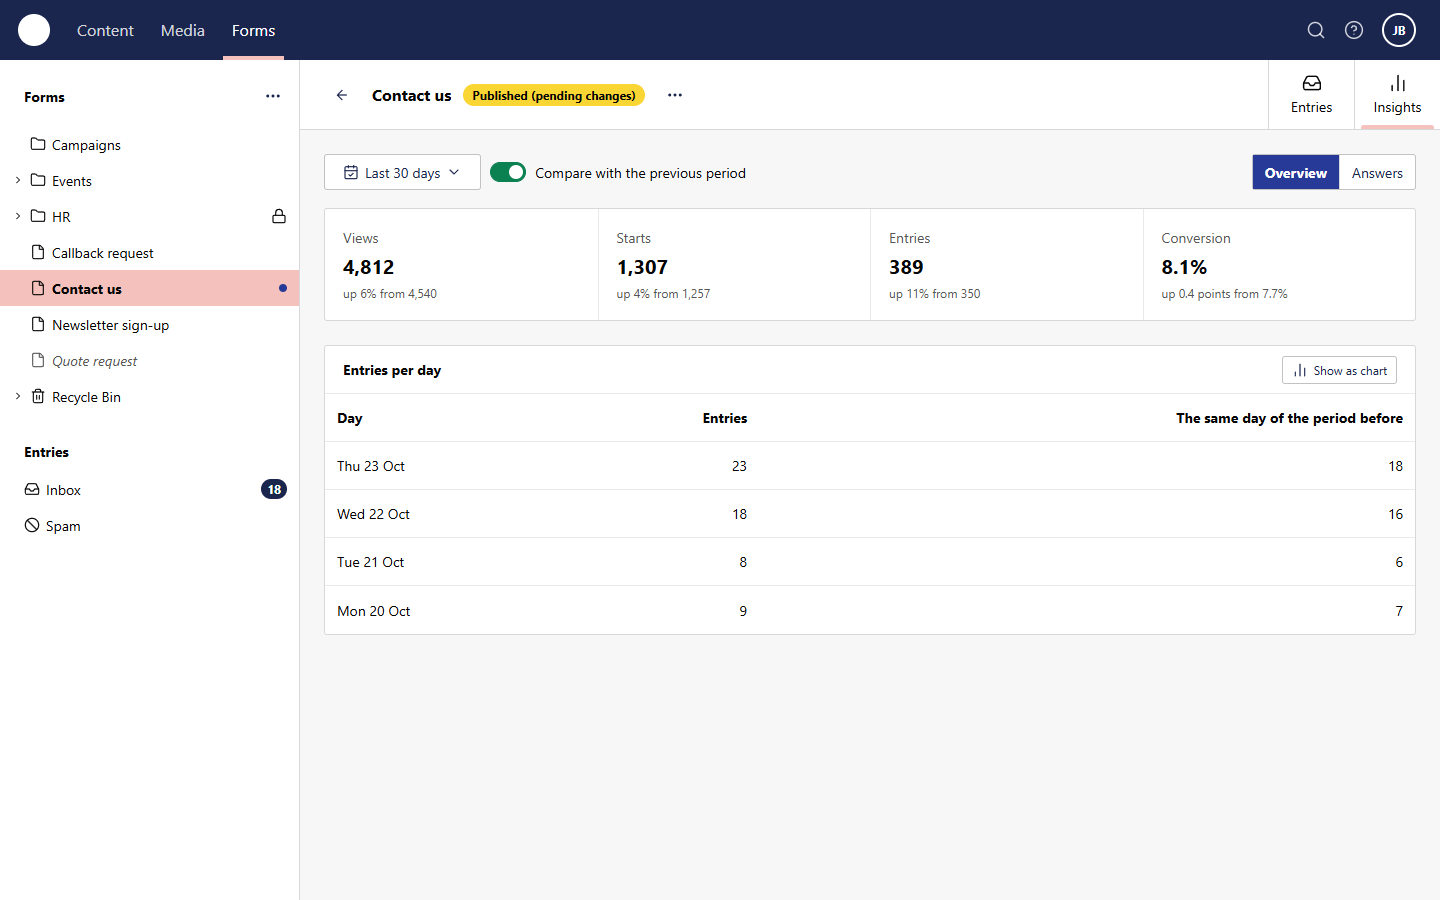 Content Media Forms JB
Forms
Campaigns
Events
HR
Callback request
Contact us
Newsletter sign-up
Quote request
Recycle Bin
Entries
Inbox 18
Spam
Contact us Published (pending changes)
Entries
Insights
Last 30 days
Compare with the previous period
Overview Answers
Views
4,812
up 6% from 4,540
Starts
1,307
up 4% from 1,257
Entries
389
up 11% from 350
Conversion
8.1%
up 0.4 points from 7.7%
Entries per day
Show as chart
Day Entries The same day of the period before
Thu 23 Oct 23 18
Wed 22 Oct 18 16
Tue 21 Oct 8 6
Mon 20 Oct 9 7